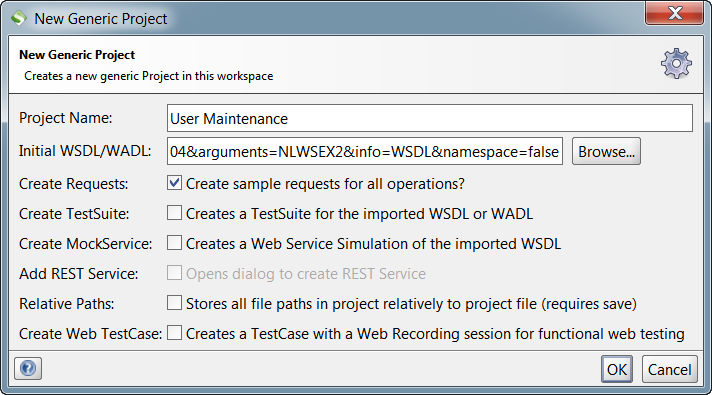 New Generic Project
New Generic Project
Creates a new generic Project in this workspace
Project Name: User Maintenance
Initial WSDL/WADL: 04&arguments=NLWSEX2&info=WSDL&namespace=false Browse...
Create Requests: Create sample requests for all operations?
Create TestSuite: Creates a TestSuite for the imported WSDL or WADL
Create MockService: Creates a Web Service Simulation of the imported WSDL
Add REST Service: Opens dialog to create REST Service
Relative Paths: Stores all file paths in project relatively to project file (requires save)
Create Web TestCase: Creates a TestCase with a Web Recording session for functional web testing
OK Cancel